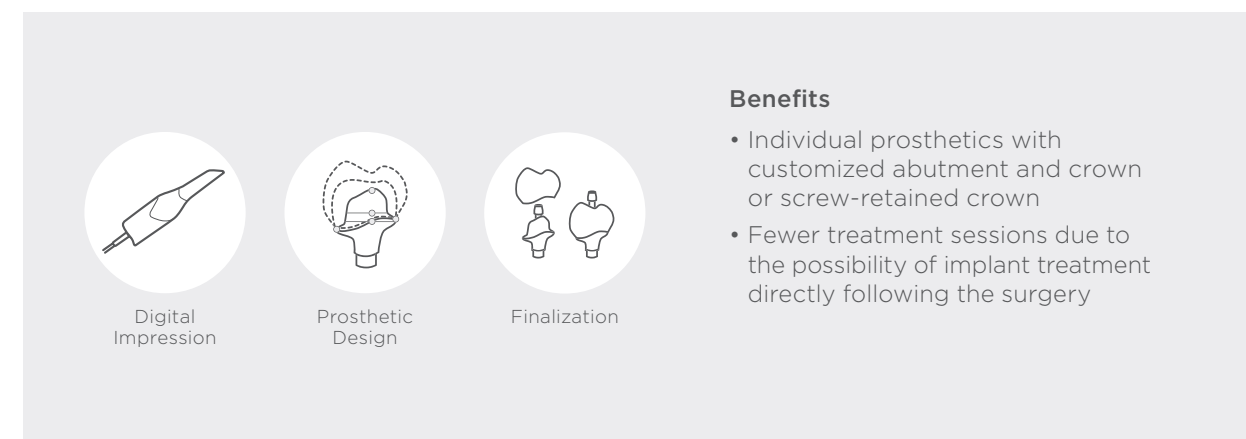 Benefits
• Individual prosthetics with
customized abutment and crown
or screw-retained crown
• Fewer treatment sessions due to
the possibility of implant treatment
directly following the surgery
Digital
Impression
Prosthetic
Design
Finalization